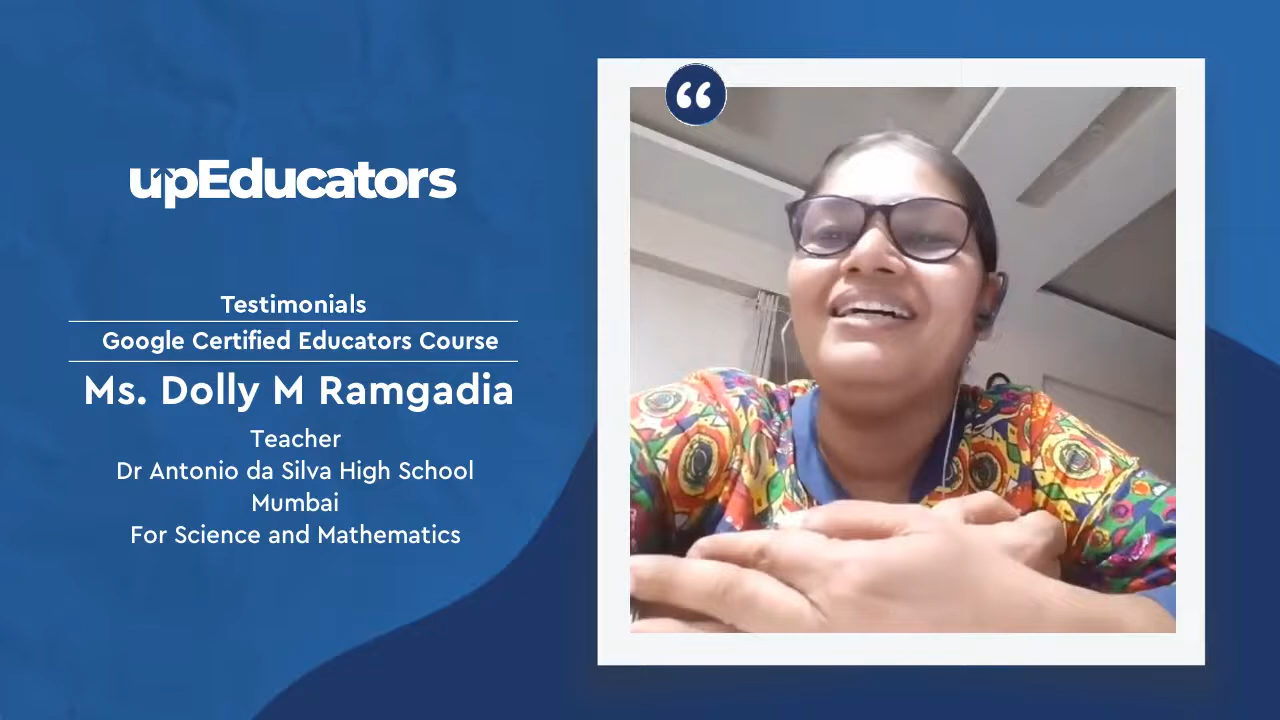 upEducators
Testimonials
Google Certified Educators Course
Ms. Dolly M Ramgadia
Teacher
Dr Antonio da Silva High School
Mumbai
For Science and Mathematics